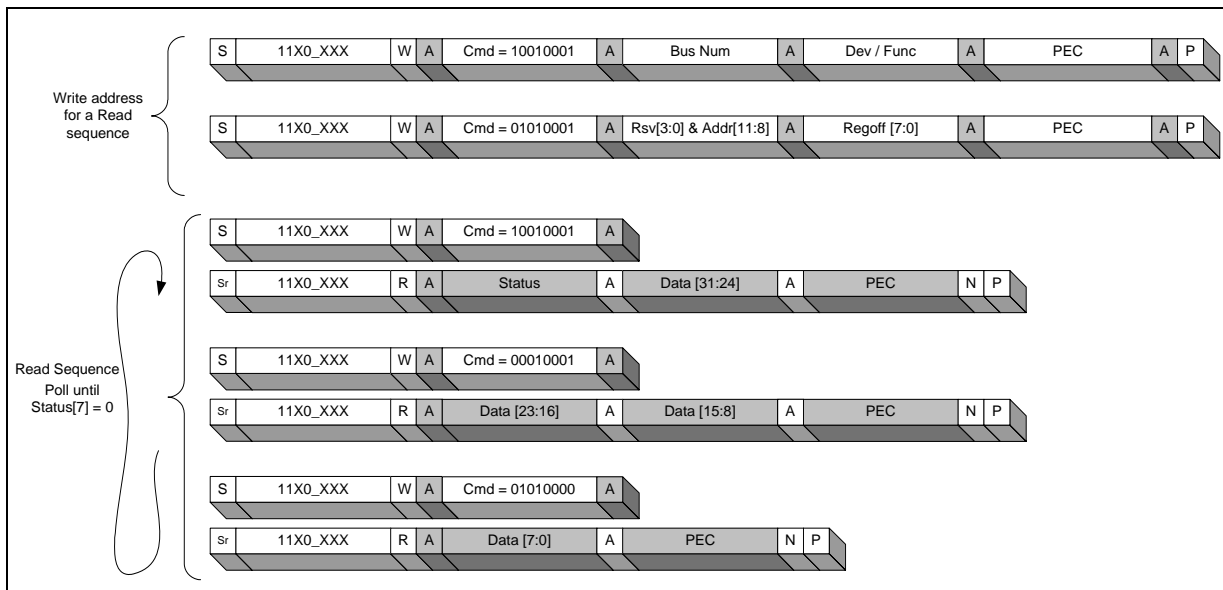 S 11X0_XXX W A Cmd = 10010001 A Bus Num A Dev / Func A PEC A P
Write address
for a Read
sequence
S 11X0_XXX W A Cmd = 01010001 A Rsv[3:0] & Addr[11:8] A Regoff [7:0] A PEC A P
S 11X0_XXX W A Cmd = 10010001 A
Sr 11X0_XXX R A Status A Data [31:24] A PEC N P
Read Sequence
Poll until
Status[7] = 0
S 11X0_XXX W A Cmd = 00010001 A
Sr 11X0_XXX R A Data [23:16] A Data [15:8] A PEC N P
S 11X0_XXX W A Cmd = 01010000 A
Sr 11X0_XXX R A Data [7:0] A PEC N P